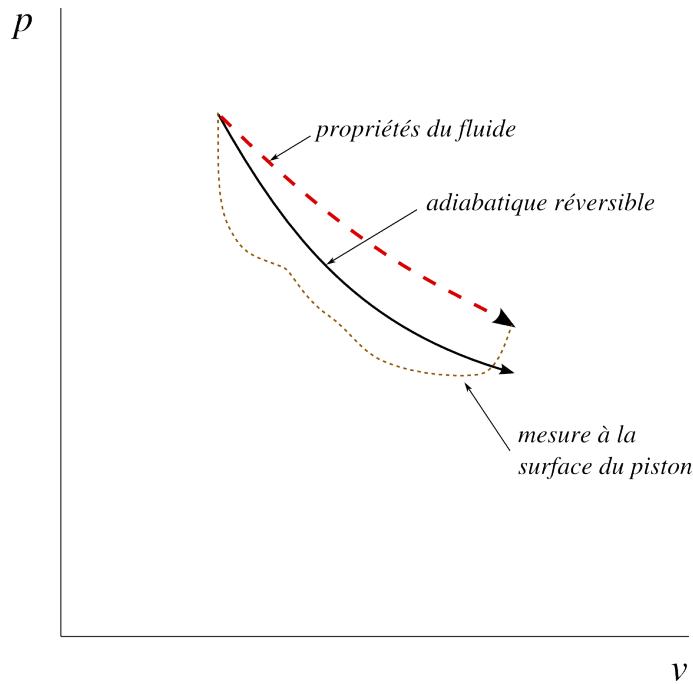 p
propriétés du fluide
adiabatique réversible
mesure à la
surface du piston
v